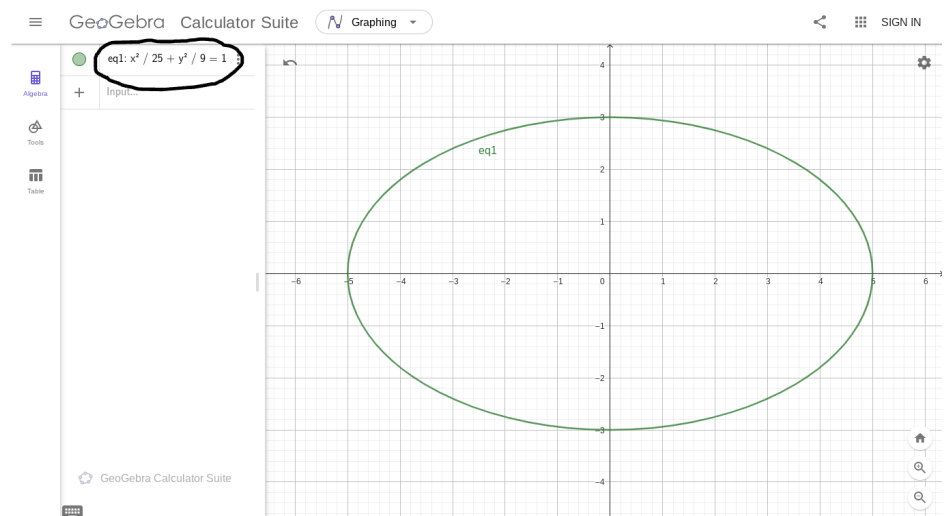 GeoGebra Calculator Suite Graphing SIGN IN
eq1: x² / 25 + y² / 9 = 1
Input...
Algebra
Tools
Table
GeoGebra Calculator Suite
eq1
4
3
2
1
−6 −5 −4 −3 −2 −1 0 1 2 3 4 5 6
−1
−2
−3
−4